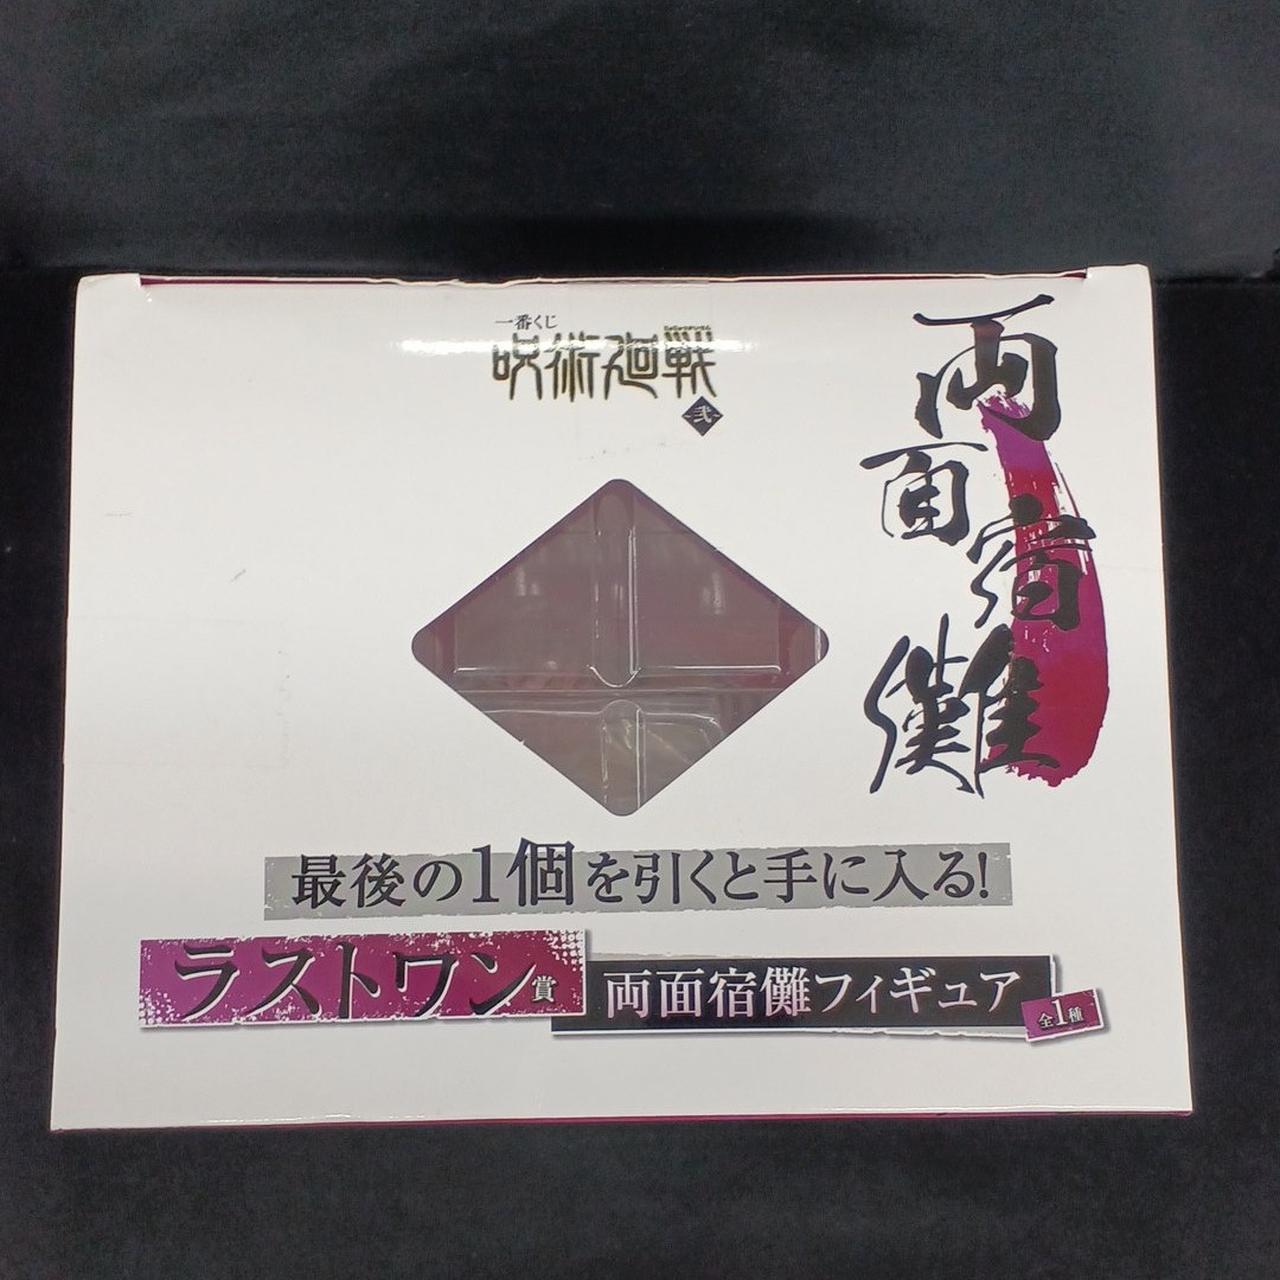 一番くじ
呪術廻戦
弐
両面宿儺
最後の1個を引くと手に入る!
ラストワン賞
両面宿儺フィギュア
全1種